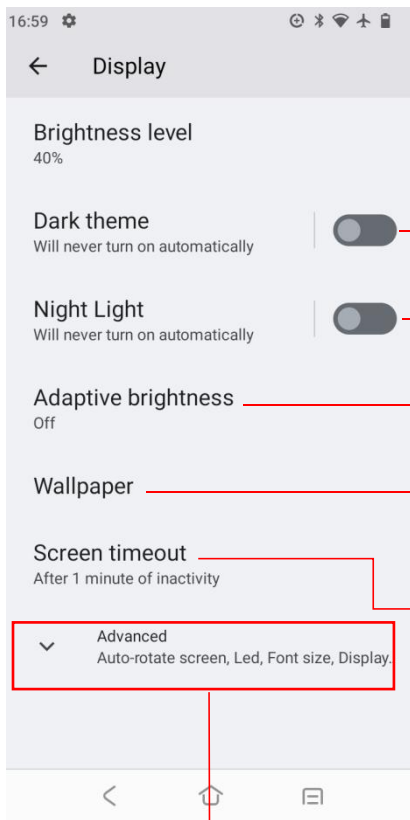 16:59
Display
Brightness level
40%
Dark theme
Will never turn on automatically
Night Light
Will never turn on automatically
Adaptive brightness
Off
Wallpaper
Screen timeout
After 1 minute of inactivity
Advanced
Auto-rotate screen, Led, Font size, Display.